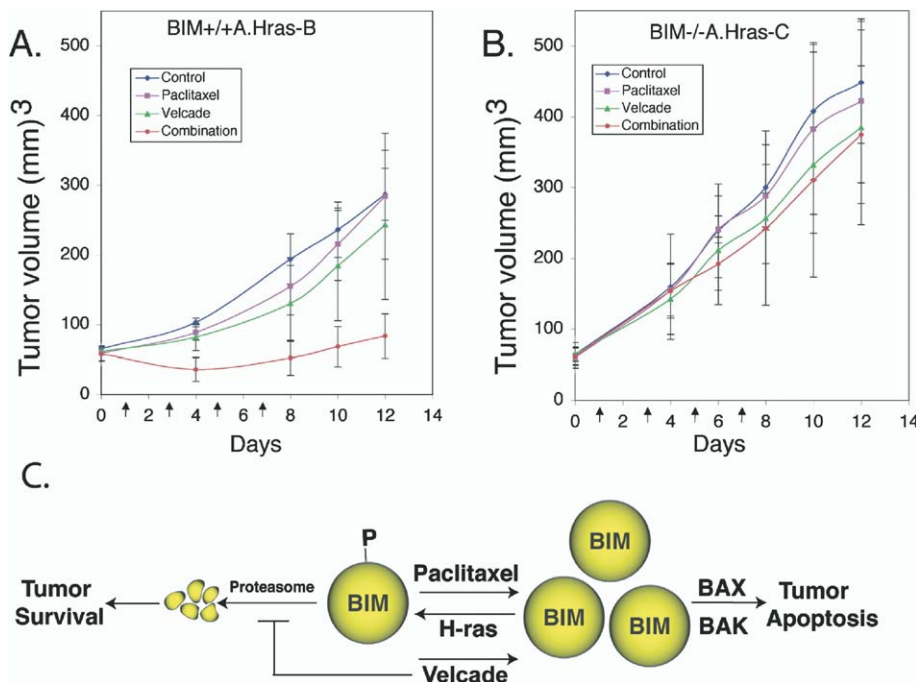 A.
BIM+/+A.Hras-B
Tumor volume (mm)3
500
400
300
200
100
0
Control
Paclitaxel
Velcade
Combination
0 2 4 6 8 10 12 14
Days
B.
BIM-/-A.Hras-C
Tumor volume (mm)3
500
400
300
200
100
0
Control
Paclitaxel
Velcade
Combination
0 2 4 6 8 10 12 14
Days
C.
Tumor
Survival
Proteasome
P
BIM
Paclitaxel
H-ras
Velcade
BIM
BIM
BIM
BAX
BAK
Tumor
Apoptosis